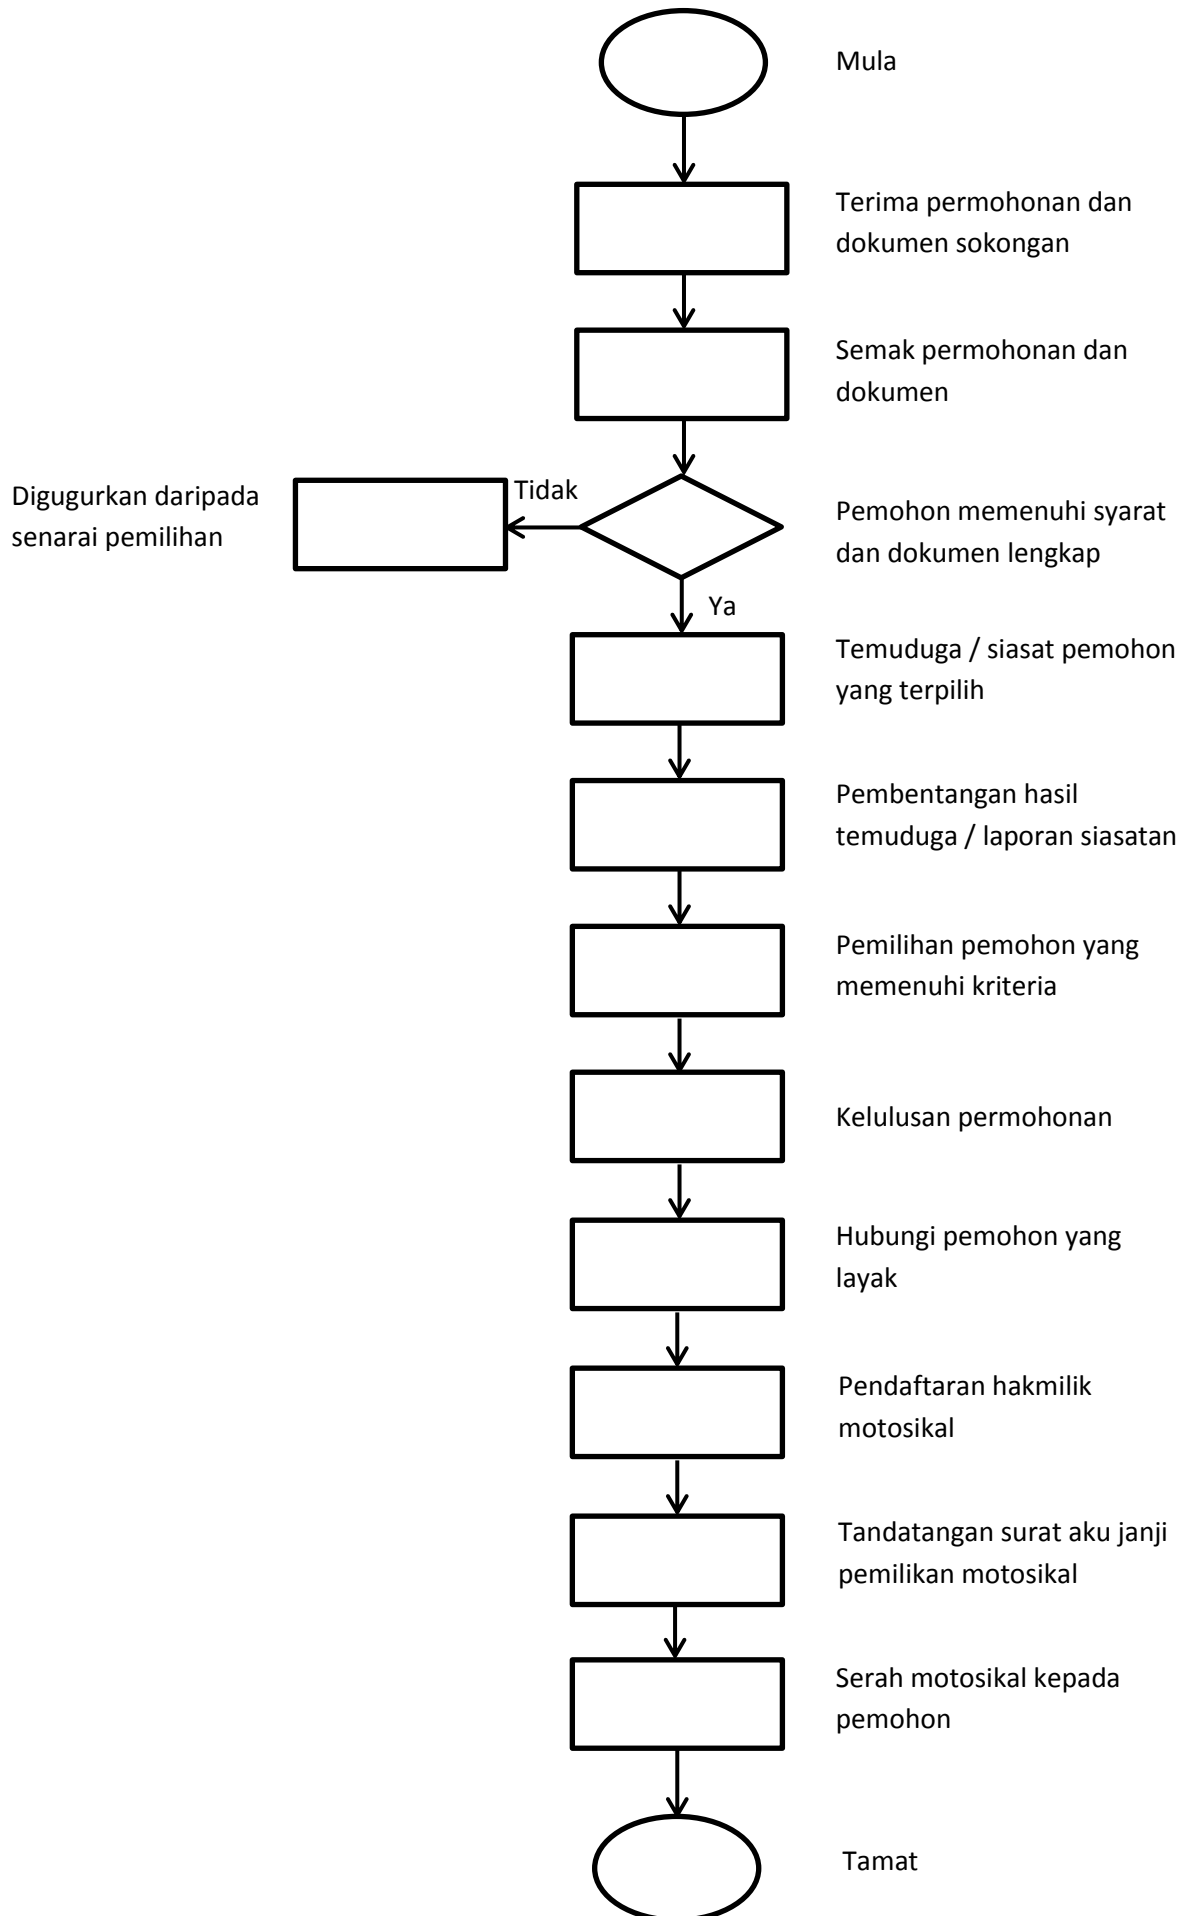 Mula
Terima permohonan dan
dokumen sokongan
Semak permohonan dan
dokumen
Digugurkan daripada
senarai pemilihan
Tidak
Pemohon memenuhi syarat
dan dokumen lengkap
Ya
Temuduga / siasat pemohon
yang terpilih
Pembentangan hasil
temuduga / laporan siasatan
Pemilihan pemohon yang
memenuhi kriteria
Kelulusan permohonan
Hubungi pemohon yang
layak
Pendaftaran hakmilik
motosikal
Tandatangan surat aku janji
pemilikan motosikal
Serah motosikal kepada
pemohon
Tamat